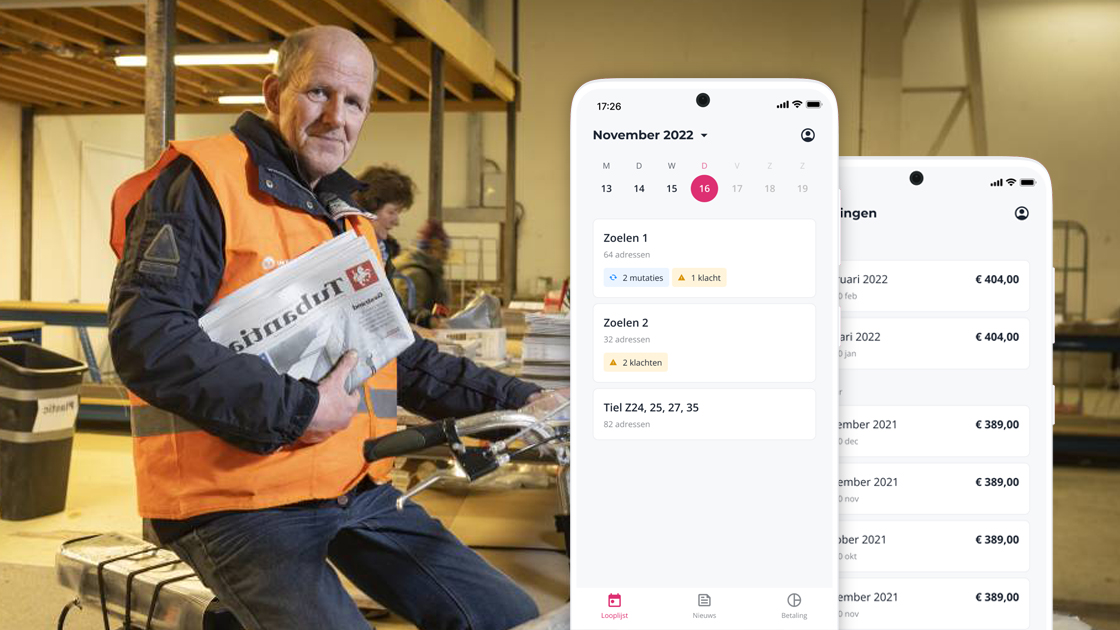 Tubantia
Plastic
17:26
November 2022
M D W D V Z Z
13 14 15 16 17 18 19
Zoelen 1
64 adressen
2 mutaties
1 klacht
Zoelen 2
32 adressen
2 klachten
Tiel Z24, 25, 27, 35
82 adressen
Looplijst
Nieuws
Betaling
ingen
uari 2022
€ 404,00
0 feb
ari 2022
€ 404,00
0 jan
r
ember 2021
€ 389,00
0 dec
ember 2021
€ 389,00
0 nov
ober 2021
€ 389,00
0 okt
ember 2021
€ 389,00
0 nov